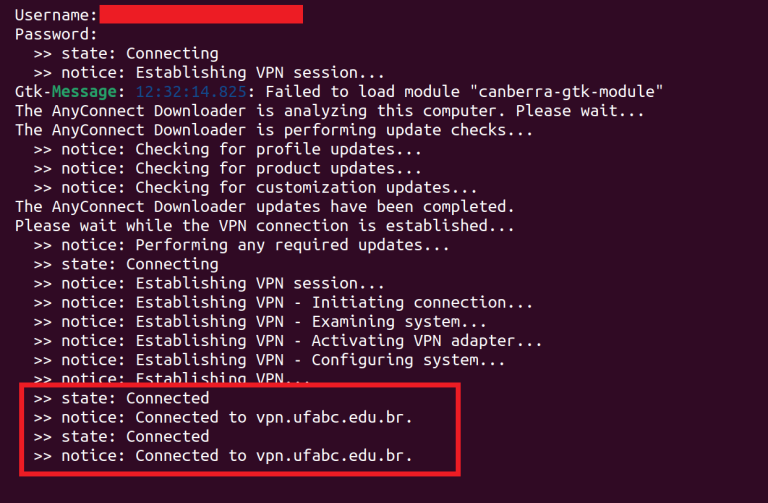 Username:
Password:
>> state: Connecting
>> notice: Establishing VPN session...
Gtk-Message: 12:32:14.825: Failed to load module "canberra-gtk-module"
The AnyConnect Downloader is analyzing this computer. Please wait...
The AnyConnect Downloader is performing update checks...
>> notice: Checking for profile updates...
>> notice: Checking for product updates...
>> notice: Checking for customization updates...
The AnyConnect Downloader updates have been completed.
Please wait while the VPN connection is established...
>> notice: Performing any required updates...
>> state: Connecting
>> notice: Establishing VPN session...
>> notice: Establishing VPN - Initiating connection...
>> notice: Establishing VPN - Examining system...
>> notice: Establishing VPN - Activating VPN adapter...
>> notice: Establishing VPN - Configuring system...
>> notice: Establishing VPN...
>> state: Connected
>> notice: Connected to vpn.ufabc.edu.br.
>> state: Connected
>> notice: Connected to vpn.ufabc.edu.br.